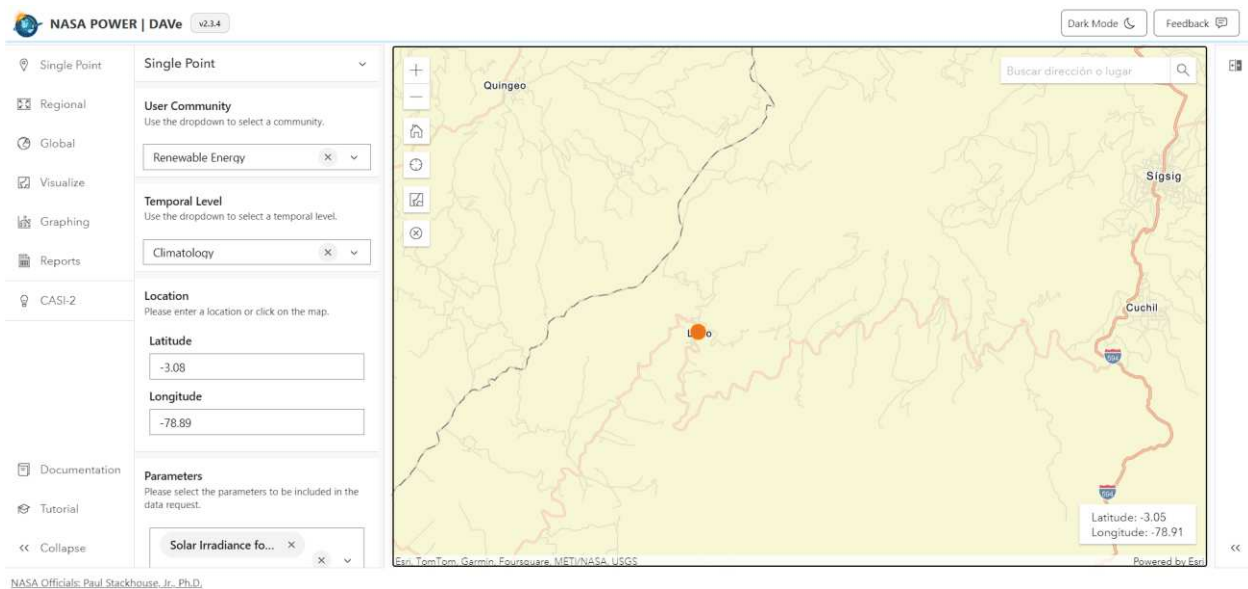 NASA POWER | DAVe
v2.3.4
Dark Mode
Feedback
Single Point
Regional
Global
Visualize
Graphing
Reports
CASI-2
Documentation
Tutorial
<< Collapse
Single Point
User Community
Use the dropdown to select a community.
Renewable Energy
Temporal Level
Use the dropdown to select a temporal level.
Climatology
Location
Please enter a location or click on the map.
Latitude
-3.08
Longitude
-78.89
Parameters
Please select the parameters to be included in the
data request.
Solar Irradiance fo...
Buscar dirección o lugar
Quingeo
Sígsig
Cuchil
594
594
Latitude: -3.05
Longitude: -78.91
Esri, TomTom, Garmin, Foursquare, METI/NASA, USGS
Powered by Esri
<<
NASA Officials: Paul Stackhouse, Jr., Ph.D.